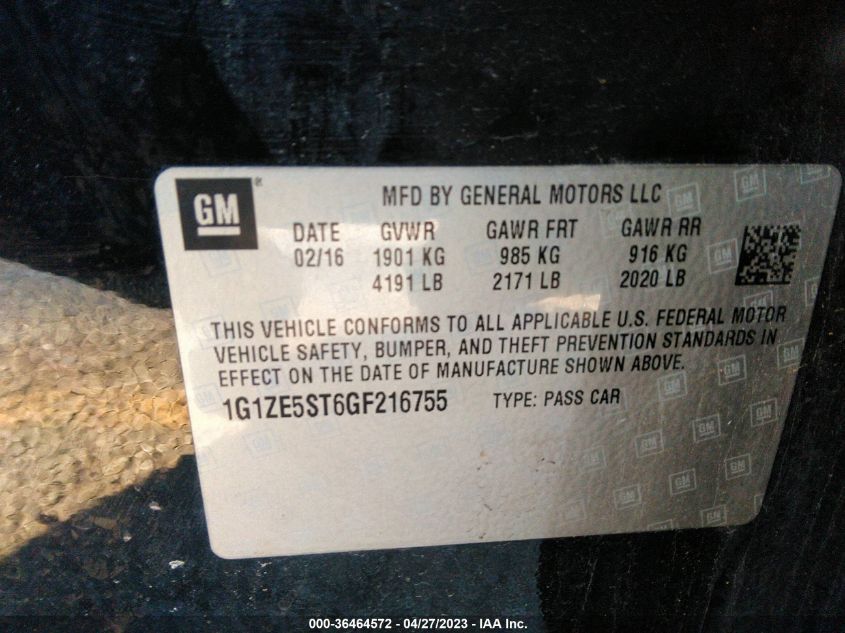 GM®
MFD BY GENERAL MOTORS LLC
DATE GVWR GAWR FRT GAWR RR
02/16 1901 KG 985 KG 916 KG
4191 LB 2171 LB 2020 LB
THIS VEHICLE CONFORMS TO ALL APPLICABLE U.S. FEDERAL MOTOR
VEHICLE SAFETY, BUMPER, AND THEFT PREVENTION STANDARDS IN
EFFECT ON THE DATE OF MANUFACTURE SHOWN ABOVE.
1G1ZE5ST6GF216755 TYPE: PASS CAR
000-36464572 - 04/27/2023 - IAA Inc.